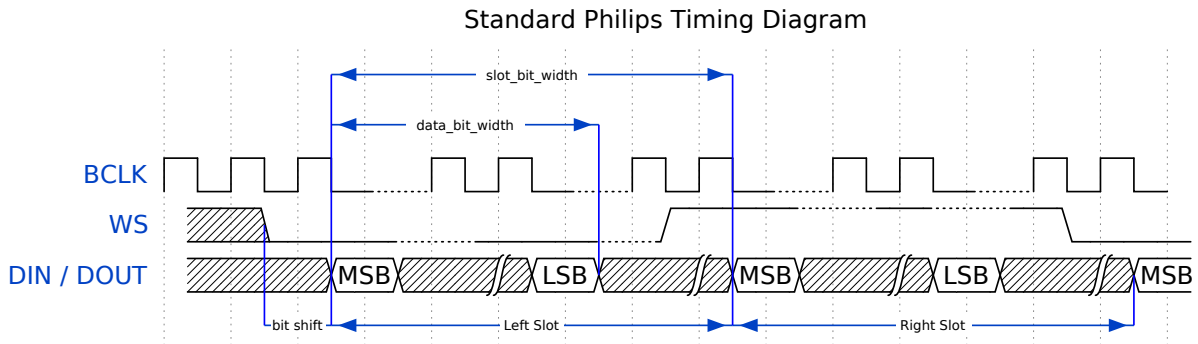 Standard Philips Timing Diagram
slot_bit_width
data_bit_width
BCLK
WS
DIN / DOUT
MSB
LSB
MSB
LSB
MSB
bit shift
Left Slot
Right Slot